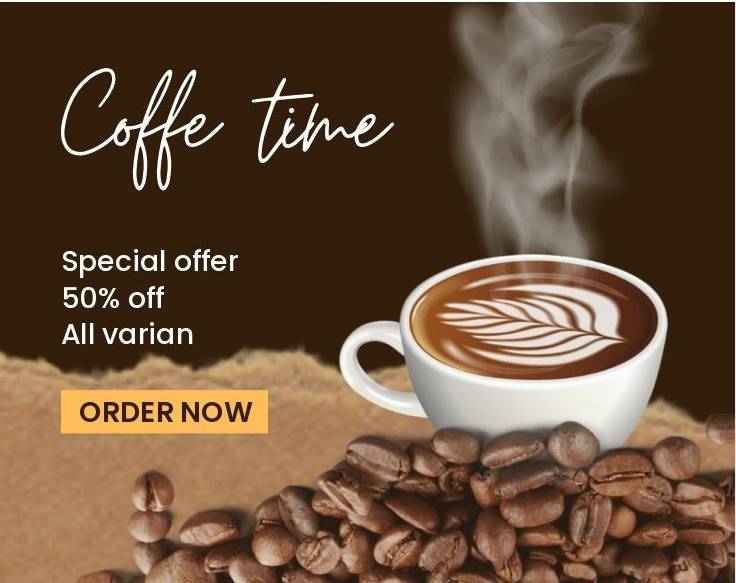 Coffe time
Special offer
50% off
All varian
ORDER NOW